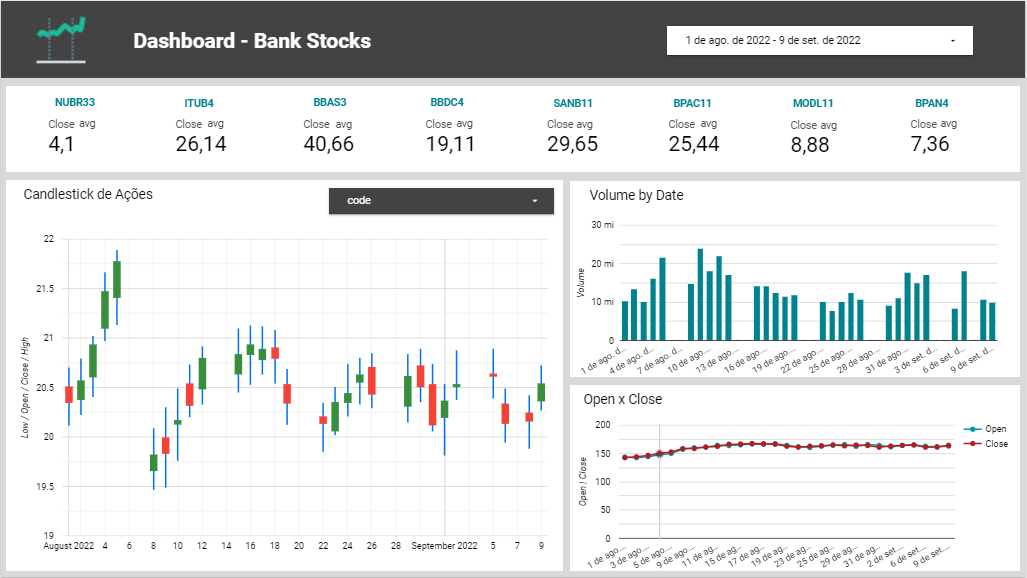 Dashboard - Bank Stocks
1 de ago. de 2022 - 9 de set. de 2022
NUBR33 ITUB4 BBAS3 BBDC4 SANB11 BPAC11 MODL11 BPAN4
Close avg Close avg Close avg Close avg Close avg Close avg Close avg Close avg
4,1 26,14 40,66 19,11 29,65 25,44 8,88 7,36
Candlestick de Ações
code
Low / Open / Close / High
22
21.5
21
20.5
20
19.5
19
August 2022 4 6 8 10 12 14 16 18 20 22 24 26 28 September 2022 5 7 9
Volume by Date
Volume
30 mi
20 mi
10 mi
0
1 de ago. d... 4 de ago. d... 7 de ago. d... 10 de ago... 13 de ago... 16 de ago... 19 de ago... 22 de ago... 25 de ago... 28 de ago... 31 de ago... 3 de set. d... 6 de set. d... 9 de set. d...
Open x Close
Open | Close
200
150
100
50
0
1 de ago... 3 de ago... 5 de ago... 9 de ago... 11 de ag... 15 de ag... 17 de ag... 19 de ag... 23 de ag... 25 de ag... 29 de ag... 31 de ag... 2 de set... 6 de set... 9 de set...
Open
Close